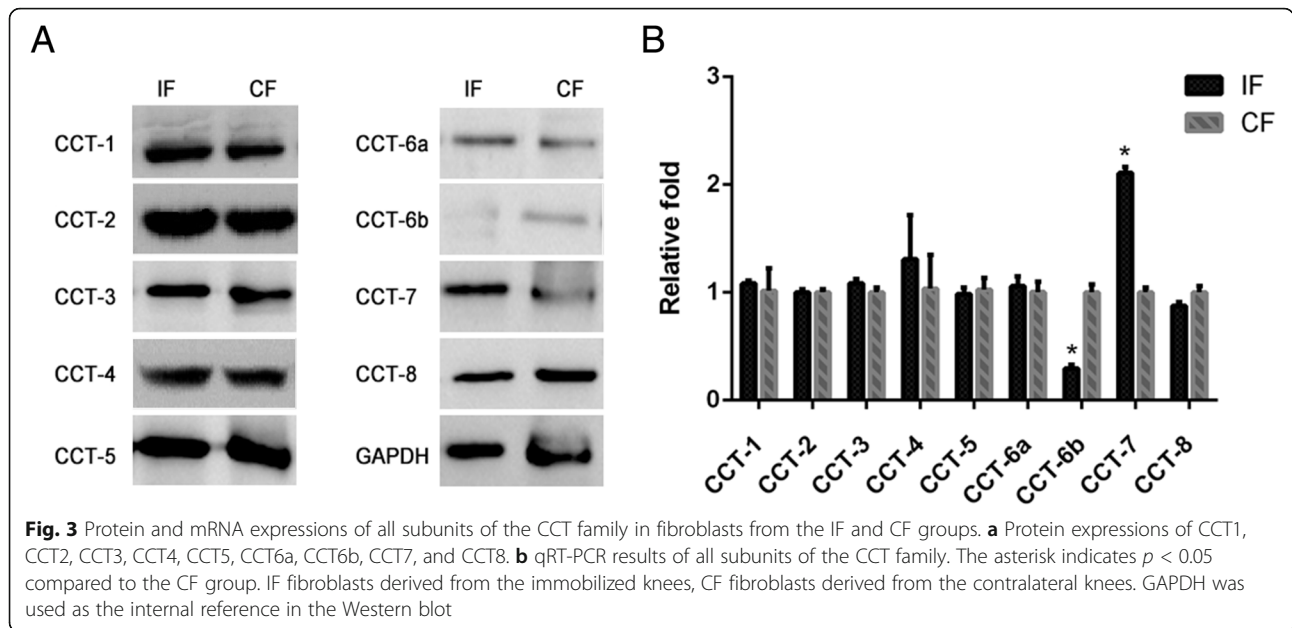 A
IF CF
CCT-1
CCT-2
CCT-3
CCT-4
CCT-5
IF CF
CCT-6a
CCT-6b
CCT-7
CCT-8
GAPDH
B
IF
CF
Relative fold
3
2
1
0
*
*
CCT-1
CCT-2
CCT-3
CCT-4
CCT-5
CCT-6a
CCT-6b
CCT-7
CCT-8
Fig. 3 Protein and mRNA expressions of all subunits of the CCT family in fibroblasts from the IF and CF groups. a Protein expressions of CCT1,
CCT2, CCT3, CCT4, CCT5, CCT6a, CCT6b, CCT7, and CCT8. b qRT-PCR results of all subunits of the CCT family. The asterisk indicates p < 0.05
compared to the CF group. IF fibroblasts derived from the immobilized knees, CF fibroblasts derived from the contralateral knees. GAPDH was
used as the internal reference in the Western blot